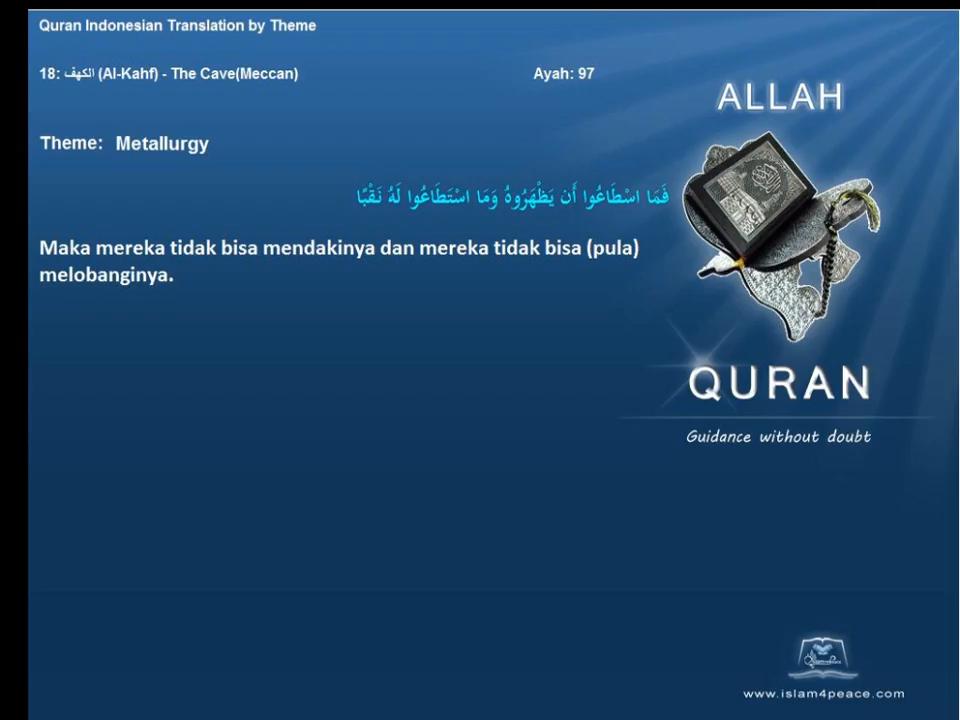 Quran Indonesian Translation by Theme
18: الكهف (Al-Kahf) - The Cave(Meccan) Ayah: 97
ALLAH
Theme: Metallurgy
فَمَا اسْطَاعُوا أَن يَظْهَرُوهُ وَمَا اسْتَطَاعُوا لَهُ نَقْبًا
Maka mereka tidak bisa mendakinya dan mereka tidak bisa (pula)
melobanginya.
QURAN
Guidance without doubt
www.islam4peace.com